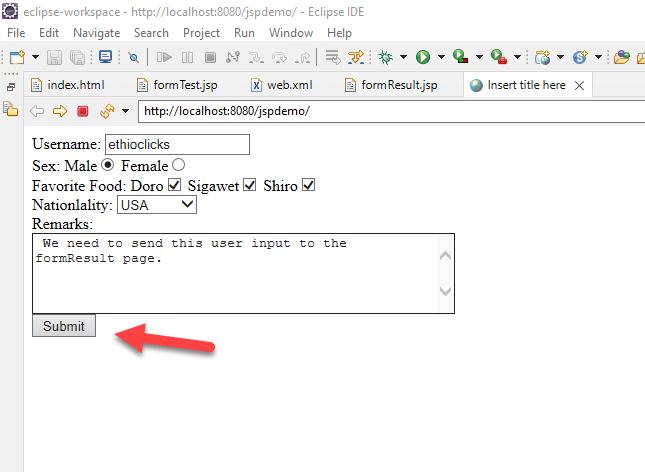 eclipse-workspace - http://localhost:8080/jspdemo/ - Eclipse IDE
File Edit Navigate Search Project Run Window Help
index.html formTest.jsp web.xml formResult.jsp Insert title here
http://localhost:8080/jspdemo/
Username: ethioclicks
Sex: Male Female
Favorite Food: Doro Sigawet Shiro
Nationlality: USA
Remarks:
We need to send this user input to the
formResult page.
Submit